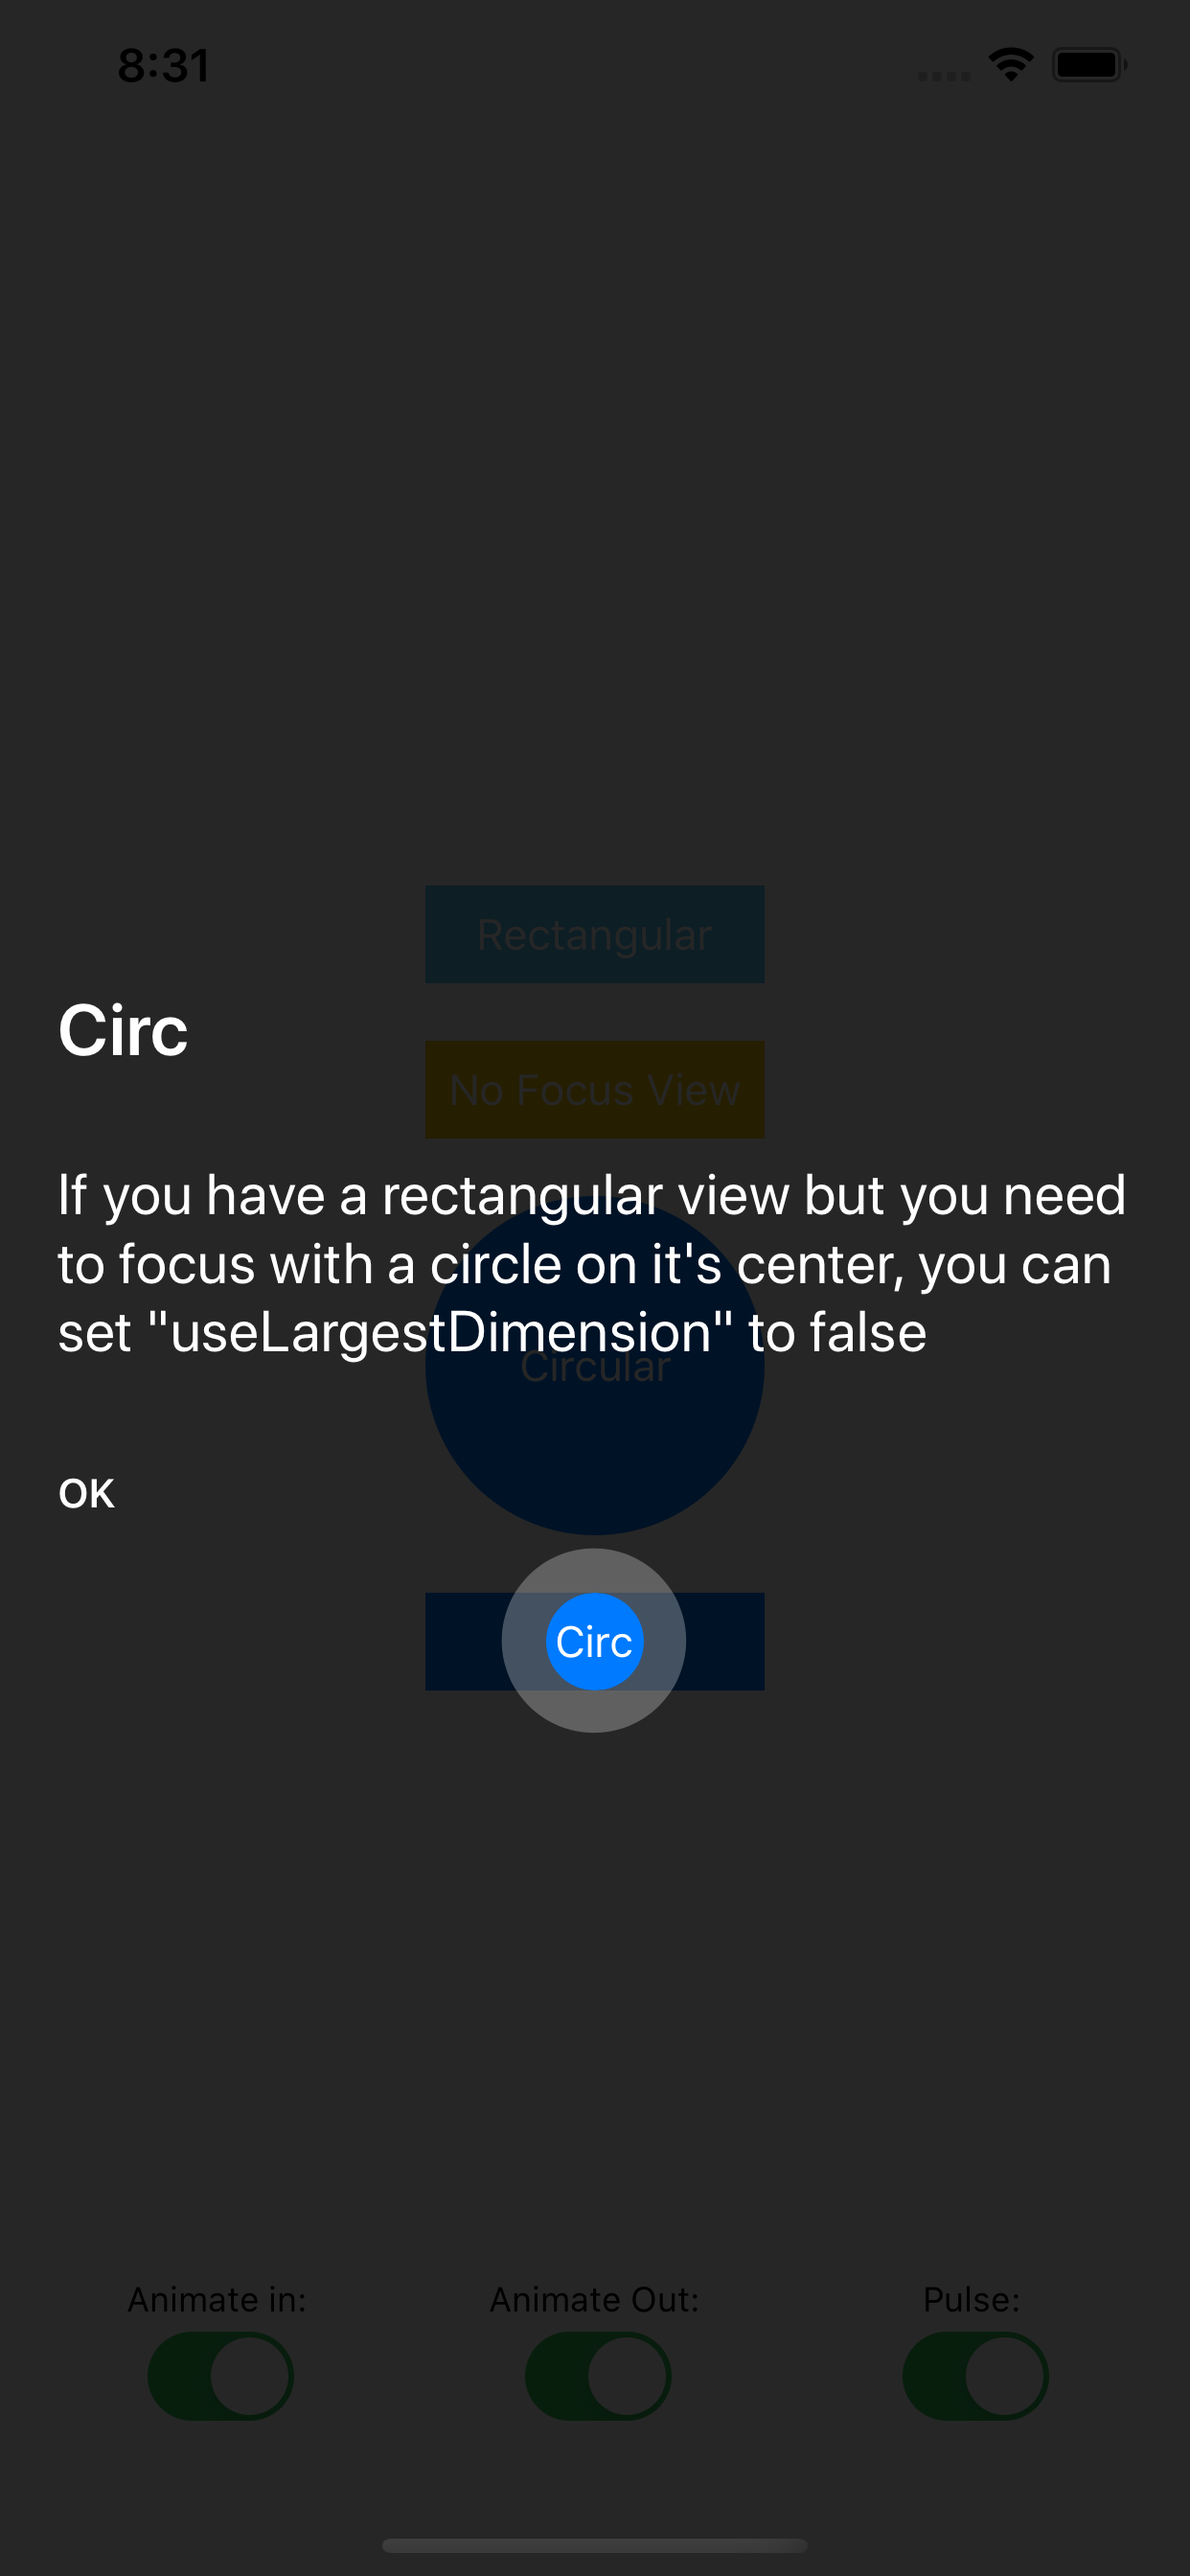 8:31
Rectangular
Circ
No Focus View
If you have a rectangular view but you need
to focus with a circle on it's center, you can
set "useLargestDimension" to false
Circular
OK
Circ
Animate in:
Animate Out:
Pulse: